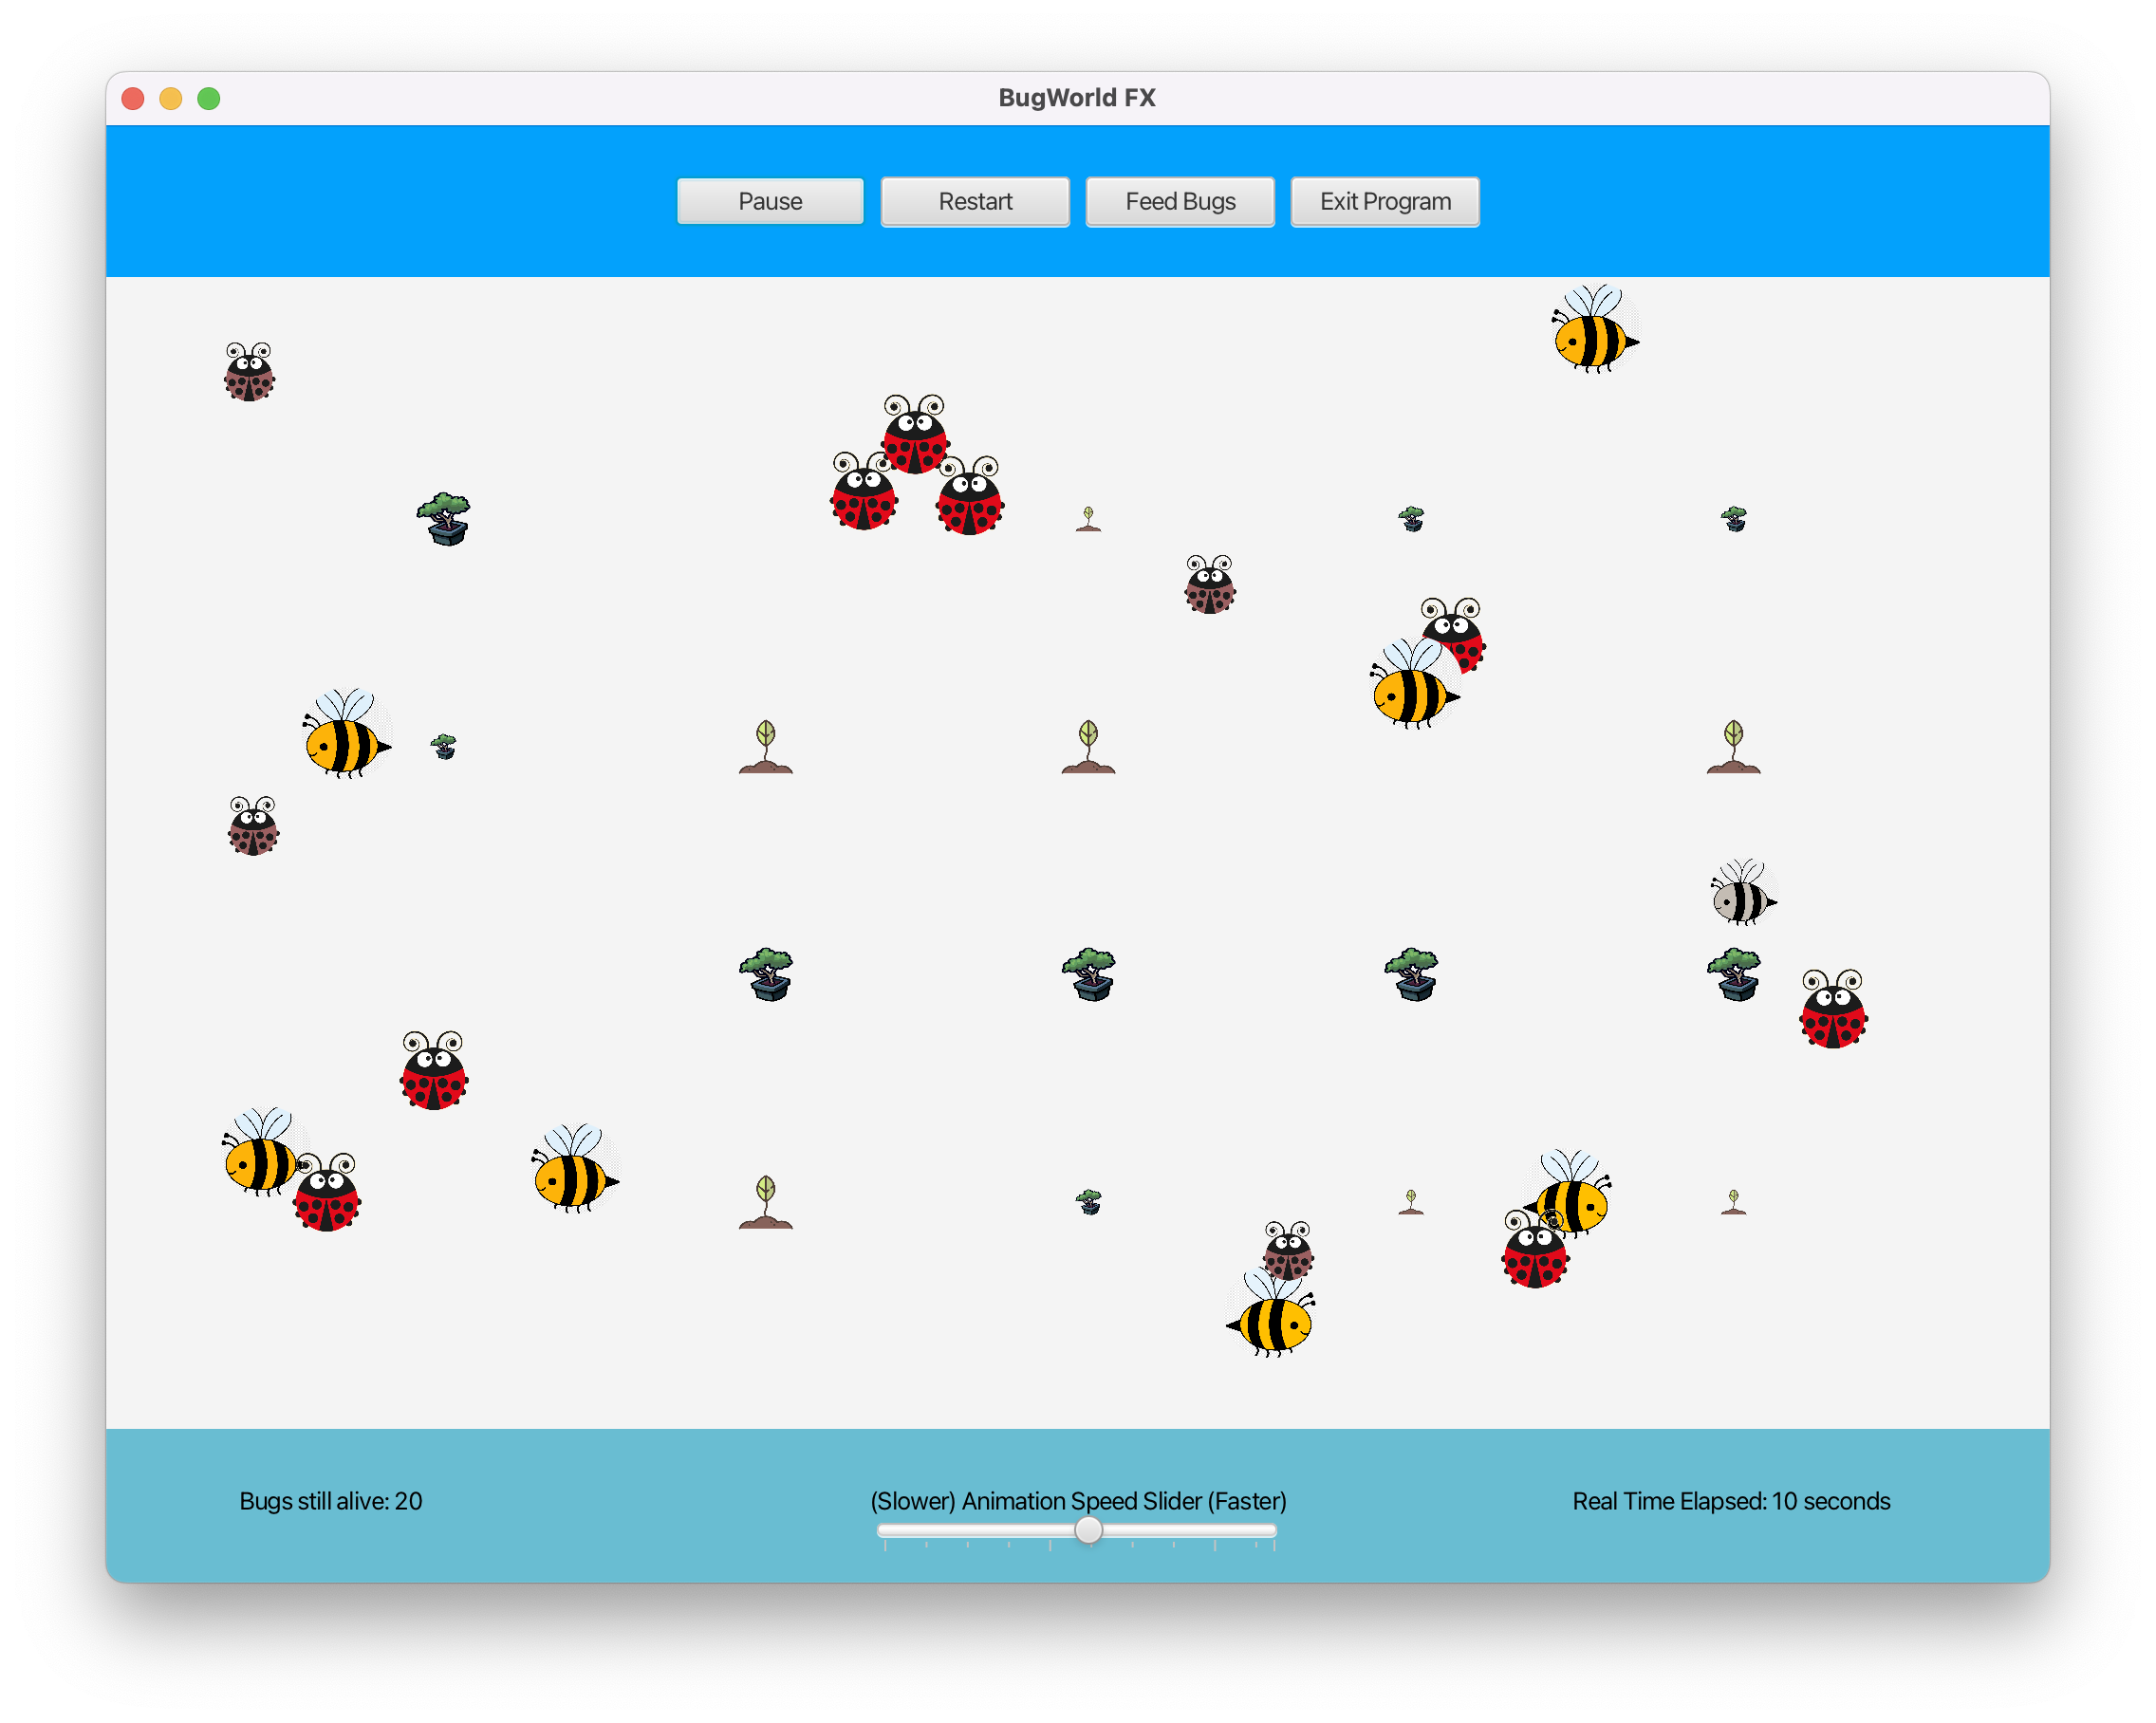 BugWorld FX
Pause
Restart
Feed Bugs
Exit Program
Bugs still alive: 20
(Slower) Animation Speed Slider (Faster)
Real Time Elapsed: 10 seconds